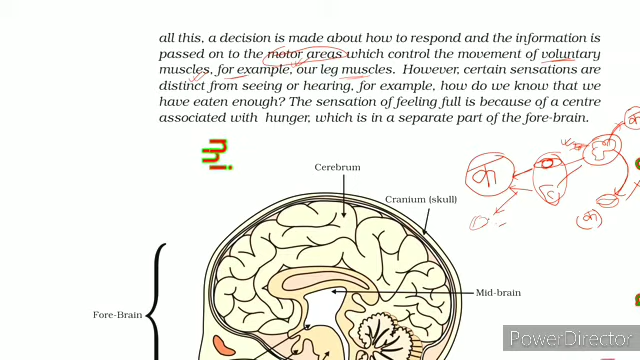 all this, a decision is made about how to respond and the information is
passed on to the motor areas which control the movement of voluntary
muscles, for example, our leg muscles. However, certain sensations are
distinct from seeing or hearing, for example, how do we know that we
have eaten enough? The sensation of feeling full is because of a centre
associated with hunger, which is in a separate part of the fore-brain.
Cerebrum
Cranium (skull)
Mid-brain
Fore-Brain
PowerDirector